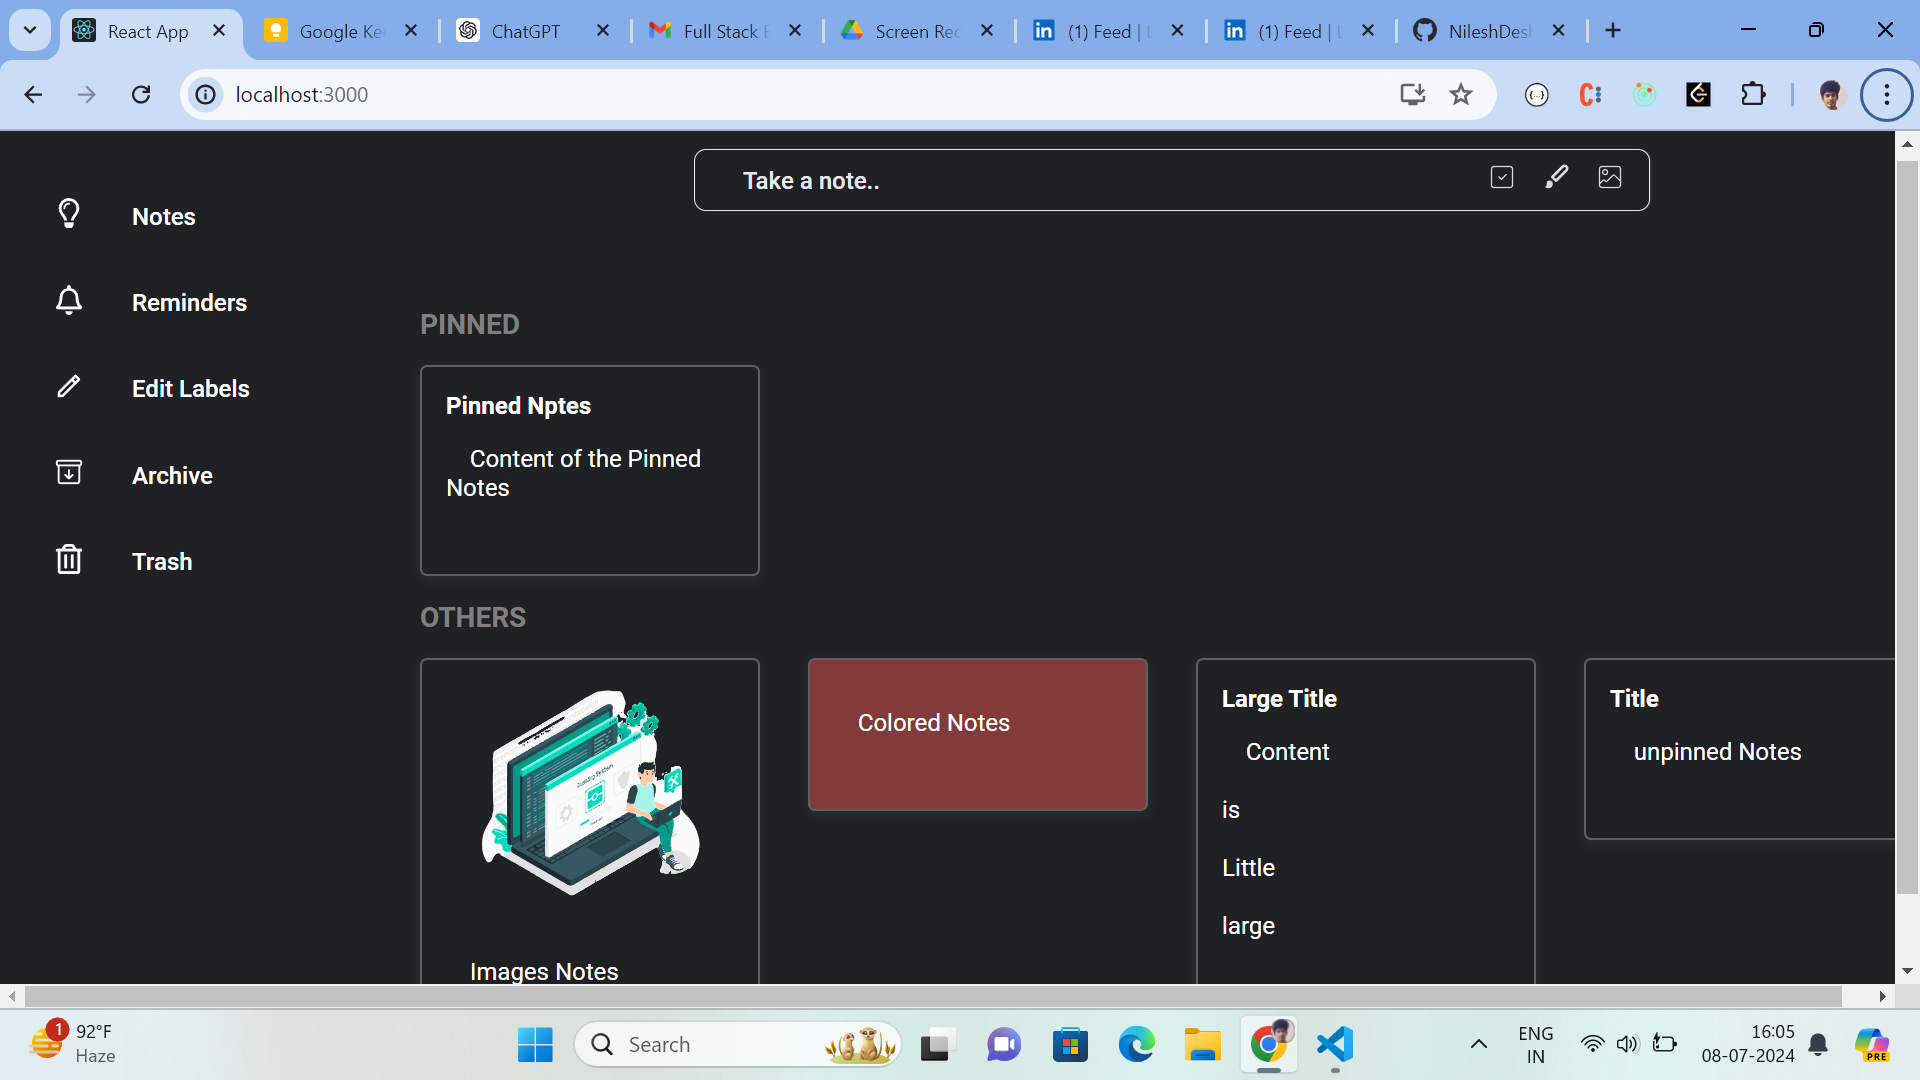 React App
Google Ke
ChatGPT
Full Stack E
Screen Rec
(1) Feed | L
(1) Feed | L
NileshDesh
localhost:3000
Take a note..
Notes
Reminders
Edit Labels
Archive
Trash
PINNED
Pinned Nptes
Content of the Pinned
Notes
OTHERS
Images Notes
Colored Notes
Large Title
Content
is
Little
large
Title
unpinned Notes
1
92°F
Haze
Search
ENG
IN
16:05
08-07-2024
PRE